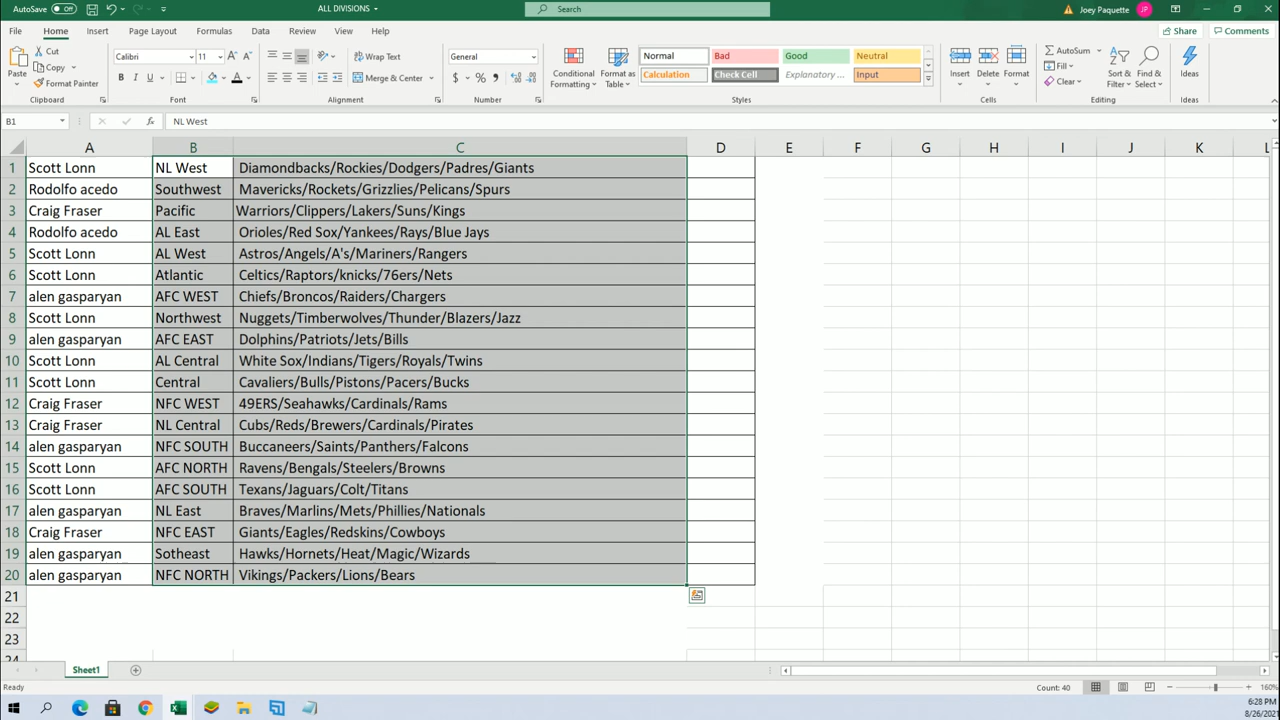 AutoSave Off ALL DIVISIONS Search Joey Paquette JP
File Home Insert Page Layout Formulas Data Review View Help Share Comments
Paste Cut Copy Format Painter Clipboard
Calibri 11 A A B I U A Font
Wrap Text Merge & Center Alignment
General $ % Number
Conditional Formatting Format as Table
Normal Bad Good Neutral
Calculation Check Cell Explanatory ... Input
Styles
Insert Delete Format Cells
AutoSum Fill Clear Sort & Filter Find & Select Editing
Ideas Ideas
B1 fx NL West
A B C D E F G H I J K L
1 Scott Lonn NL West Diamondbacks/Rockies/Dodgers/Padres/Giants
2 Rodolfo acedo Southwest Mavericks/Rockets/Grizzlies/Pelicans/Spurs
3 Craig Fraser Pacific Warriors/Clippers/Lakers/Suns/Kings
4 Rodolfo acedo AL East Orioles/Red Sox/Yankees/Rays/Blue Jays
5 Scott Lonn AL West Astros/Angels/A's/Mariners/Rangers
6 Scott Lonn Atlantic Celtics/Raptors/knicks/76ers/Nets
7 alen gasparyan AFC WEST Chiefs/Broncos/Raiders/Chargers
8 Scott Lonn Northwest Nuggets/Timberwolves/Thunder/Blazers/Jazz
9 alen gasparyan AFC EAST Dolphins/Patriots/Jets/Bills
10 Scott Lonn AL Central White Sox/Indians/Tigers/Royals/Twins
11 Scott Lonn Central Cavaliers/Bulls/Pistons/Pacers/Bucks
12 Craig Fraser NFC WEST 49ERS/Seahawks/Cardinals/Rams
13 Craig Fraser NL Central Cubs/Reds/Brewers/Cardinals/Pirates
14 alen gasparyan NFC SOUTH Buccaneers/Saints/Panthers/Falcons
15 Scott Lonn AFC NORTH Ravens/Bengals/Steelers/Browns
16 Scott Lonn AFC SOUTH Texans/Jaguars/Colt/Titans
17 alen gasparyan NL East Braves/Marlins/Mets/Phillies/Nationals
18 Craig Fraser NFC EAST Giants/Eagles/Redskins/Cowboys
19 alen gasparyan Sotheast Hawks/Hornets/Heat/Magic/Wizards
20 alen gasparyan NFC NORTH Vikings/Packers/Lions/Bears
21
22
23
24
Sheet1
Ready Count: 40 160%
6:28 PM